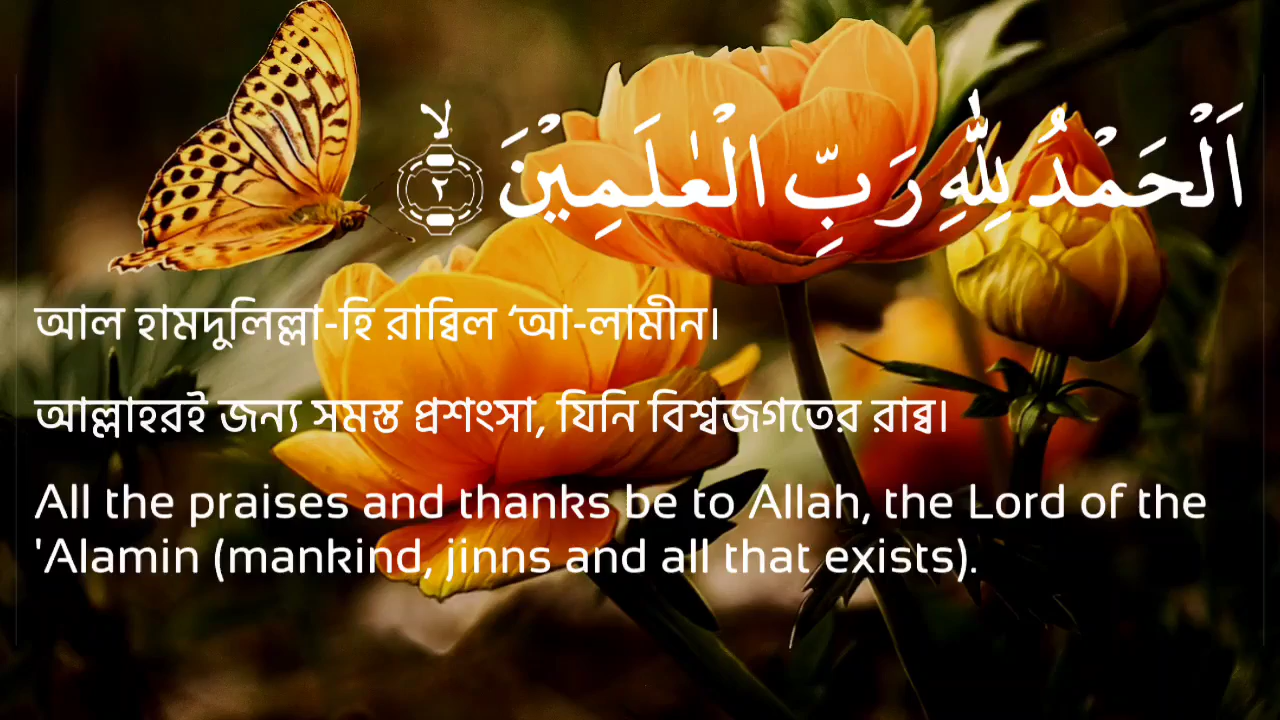 اَلْحَمْدُ لِلّٰهِ رَبِّ الْعٰلَمِيْنَ ۙ ٢
আল হামদুলিল্লা-হি রাব্বিল ‘আ-লামীন।
আল্লাহরই জন্য সমস্ত প্রশংসা, যিনি বিশ্বজগতের রাব্ব।
All the praises and thanks be to Allah, the Lord of the
'Alamin (mankind, jinns and all that exists).